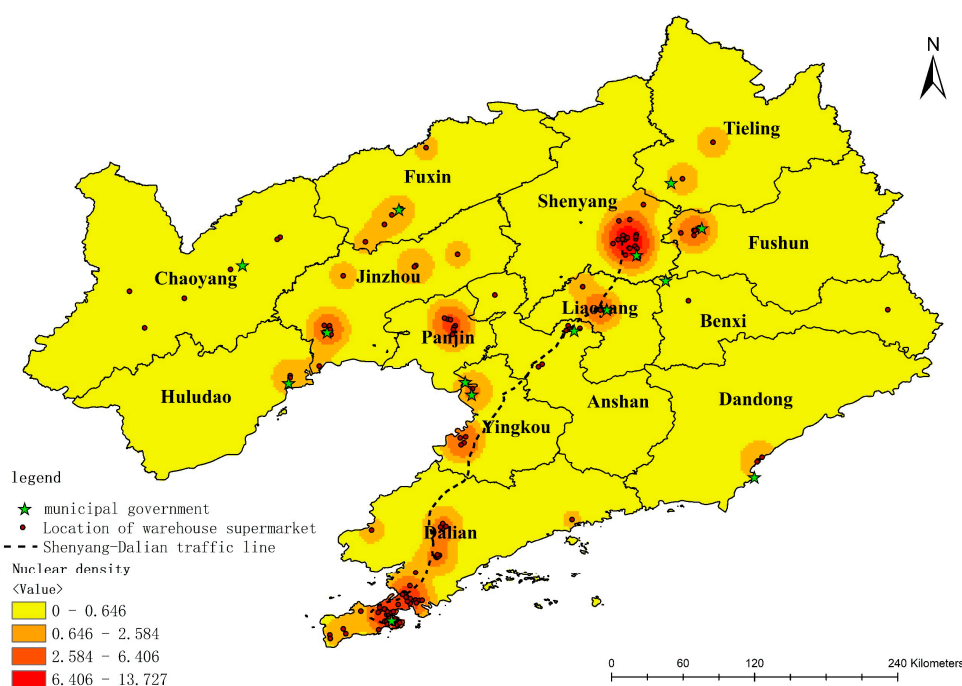 N
Tieling
Fuxin
Shenyang
Fushun
Chaoyang
Jinzhou
Liaoyang
Benxi
Panjin
Huludao
Anshan
Dandong
Yingkou
Dalian
legend
municipal government
Location of warehouse supermarket
Shenyang-Dalian traffic line
Nuclear density
<Value>
0 - 0.646
0.646 - 2.584
2.584 - 6.406
6.406 - 13.727
0 60 120 240 Kilometers